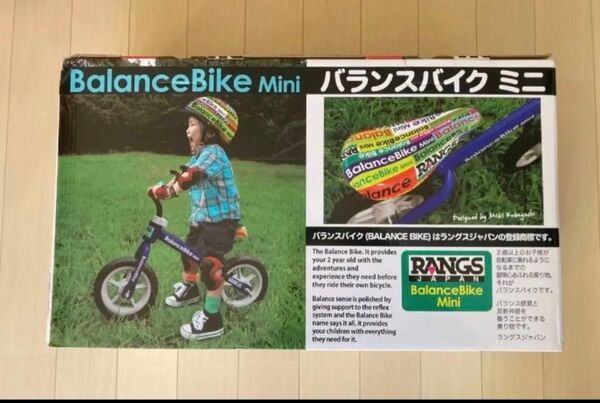 BalanceBike Mini
バランスバイク ミニ
Balance
BalanceBike Mini
RANGS
BalanceBike Mini
Designed by
バランスバイク (BALANCE BIKE) はラングスジャパンの登録商標です。
The Balance Bike. It provides
your 2 year old with the
adventures and
experience they need before
they ride their own bicycle.
Balance sense is polished by
giving support to the reflex
system and the Balance Bike
name says it all, it provides
your children with everything
they need for it.
RANGS
JAPAN
BalanceBike
Mini
2歳以上のお子様が
自転車に乗れるように
なるまでの
冒険心あふれる乗り物。
それが
バランスバイクです。
バランス感覚と
反射神経を
養うことができる
乗り物です。
ラングスジャパン